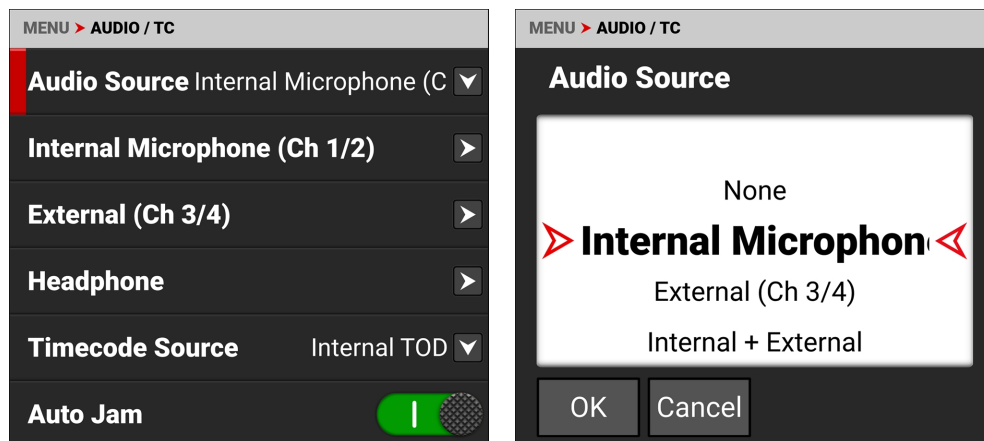 MENU ➤ AUDIO / TC
Audio Source Internal Microphone (C
Internal Microphone (Ch 1/2)
External (Ch 3/4)
Headphone
Timecode Source Internal TOD
Auto Jam
MENU ➤ AUDIO / TC
Audio Source
None
Internal Microphon
External (Ch 3/4)
Internal + External
OK Cancel